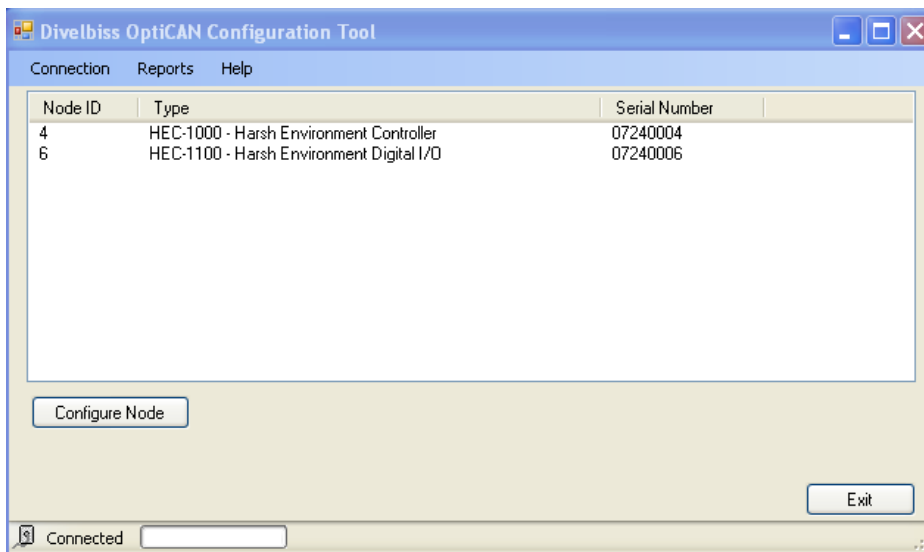 Divelbiss OptiCAN Configuration Tool
Connection Reports Help
Node ID Type Serial Number
4 HEC-1000 - Harsh Environment Controller 07240004
6 HEC-1100 - Harsh Environment Digital I/O 07240006
Configure Node
Exit
Connected